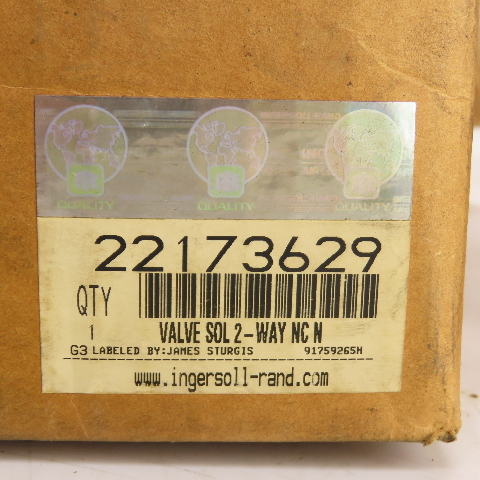 QUALITY QUALITY QUALITY
22173629
QTY
1 VALVE SOL 2-WAY NC N
G3 LABELED BY:JAMES STURGIS 91759265M
www.ingersoll-rand.com